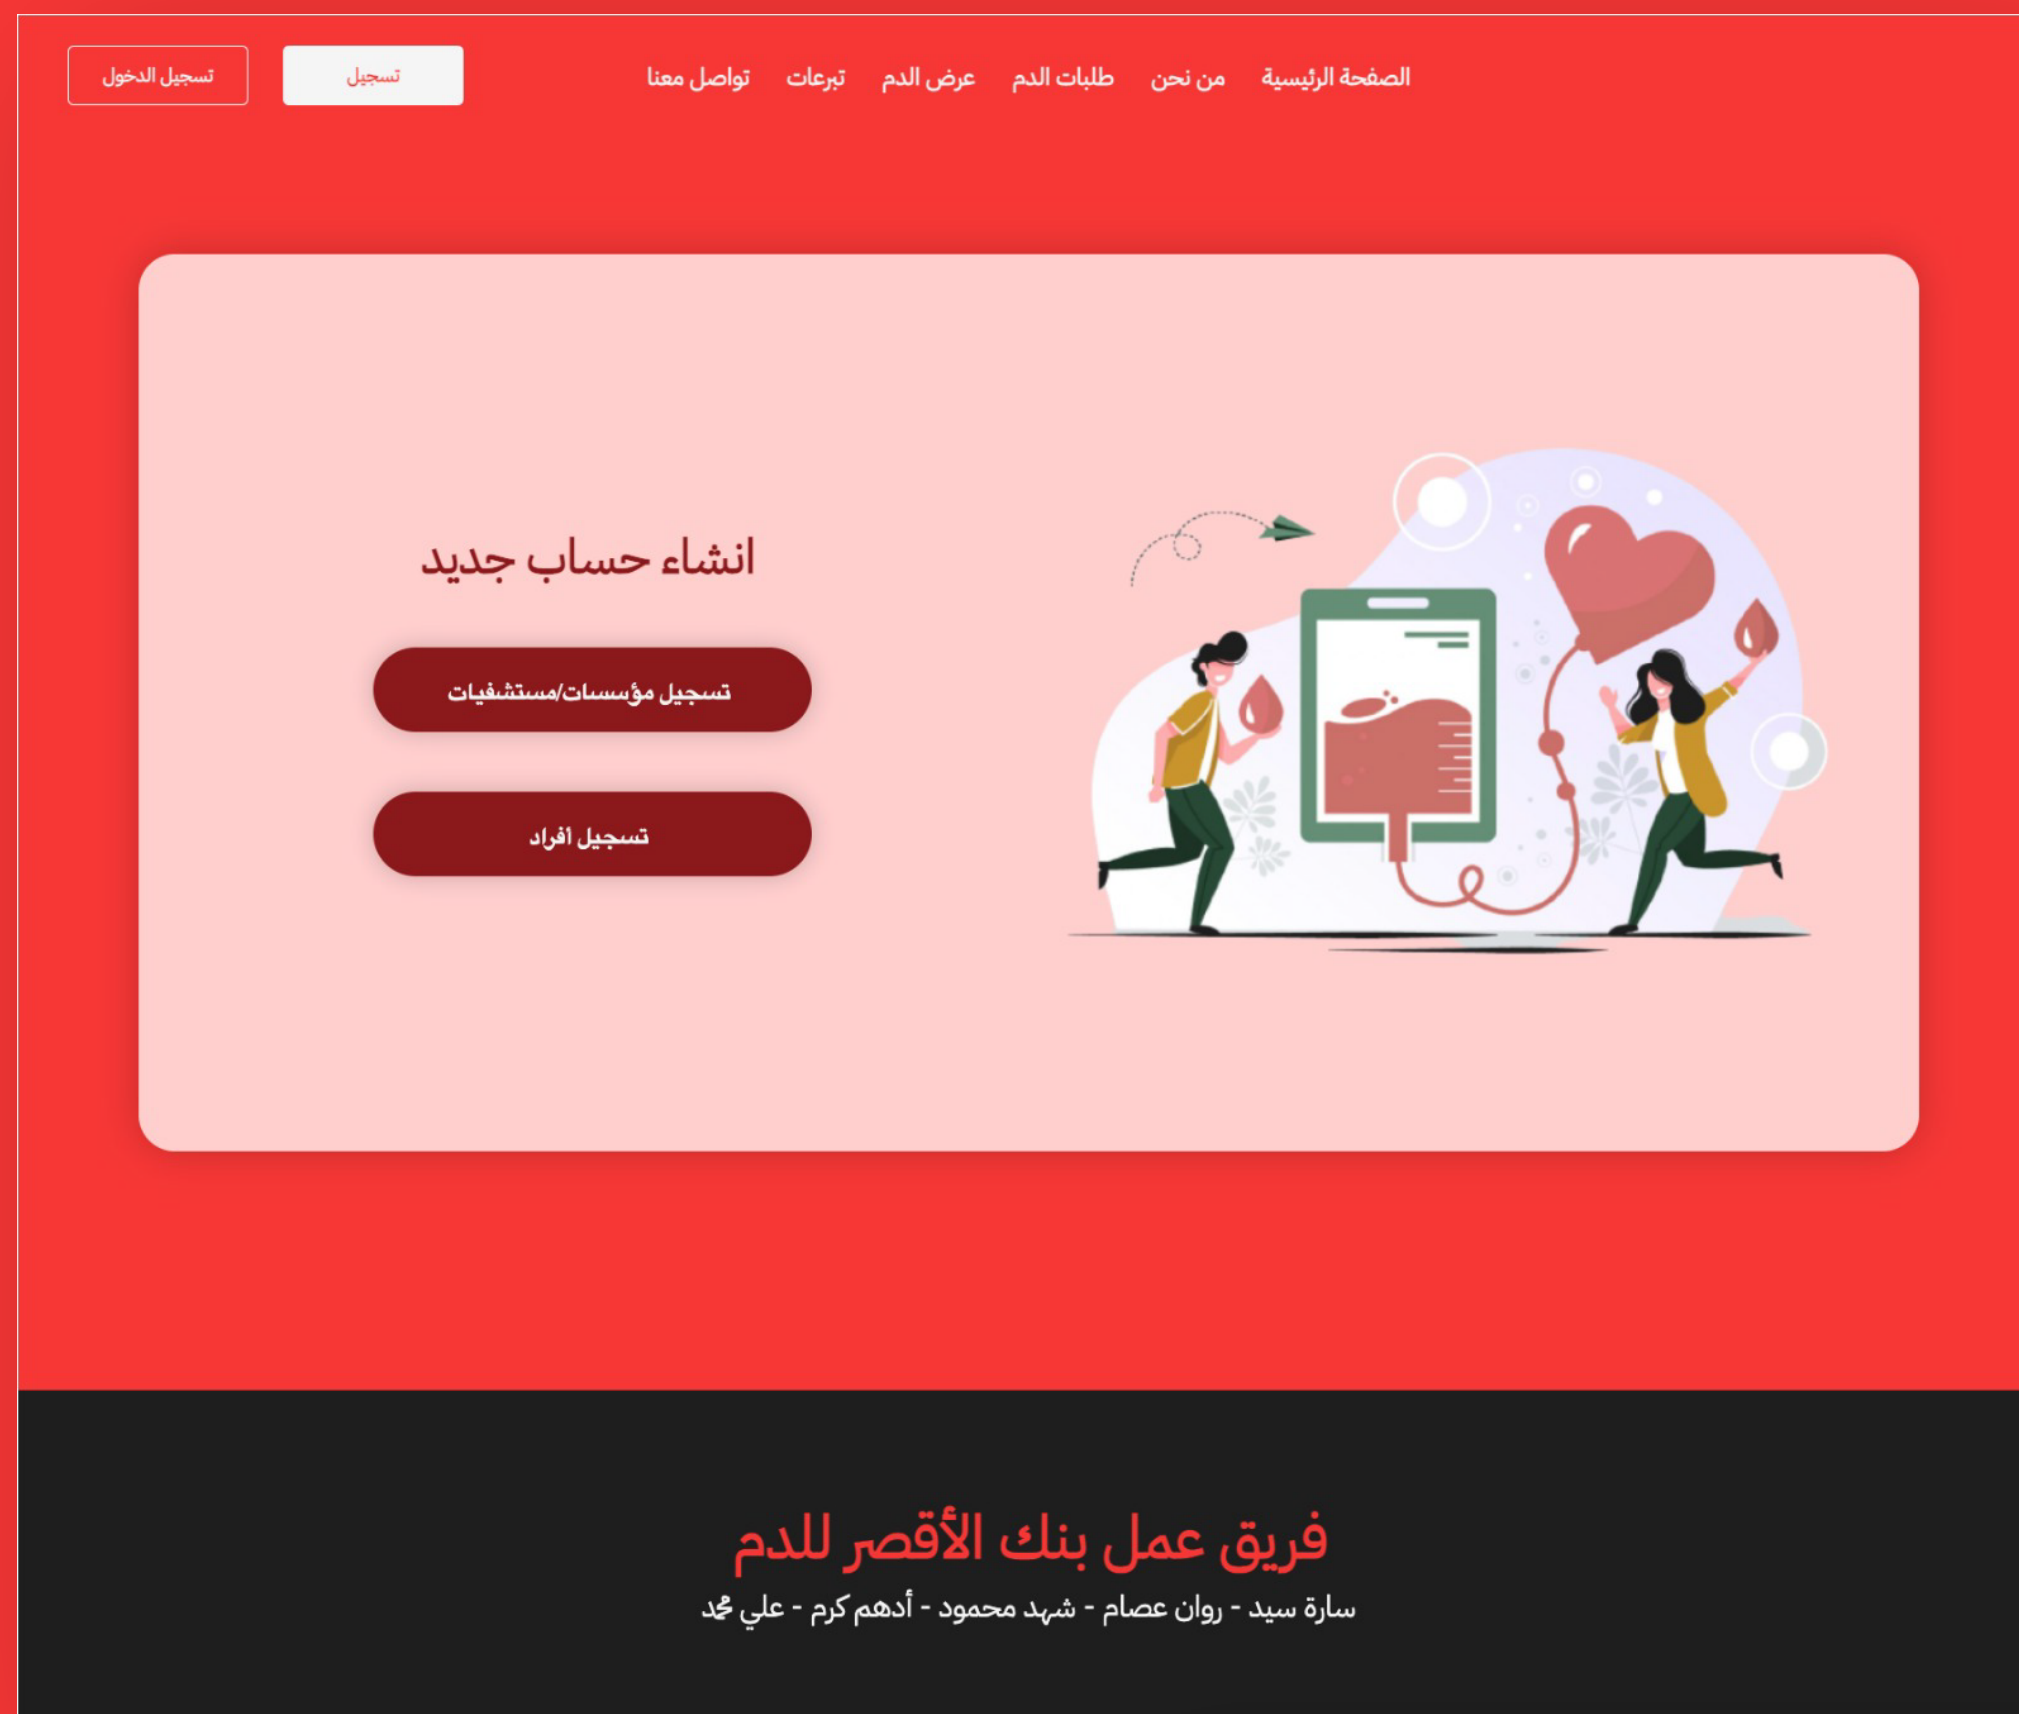 الصفحة الرئيسية من نحن طلبات الدم عرض الدم تبرعات تواصل معنا تسجيل تسجيل الدخول
انشاء حساب جديد
تسجيل مؤسسات/مستشفيات
تسجيل أفراد
فريق عمل بنك الأقصر للدم
سارة سيد - روان عصام - شهد محمود - أدهم كرم - علي محمد